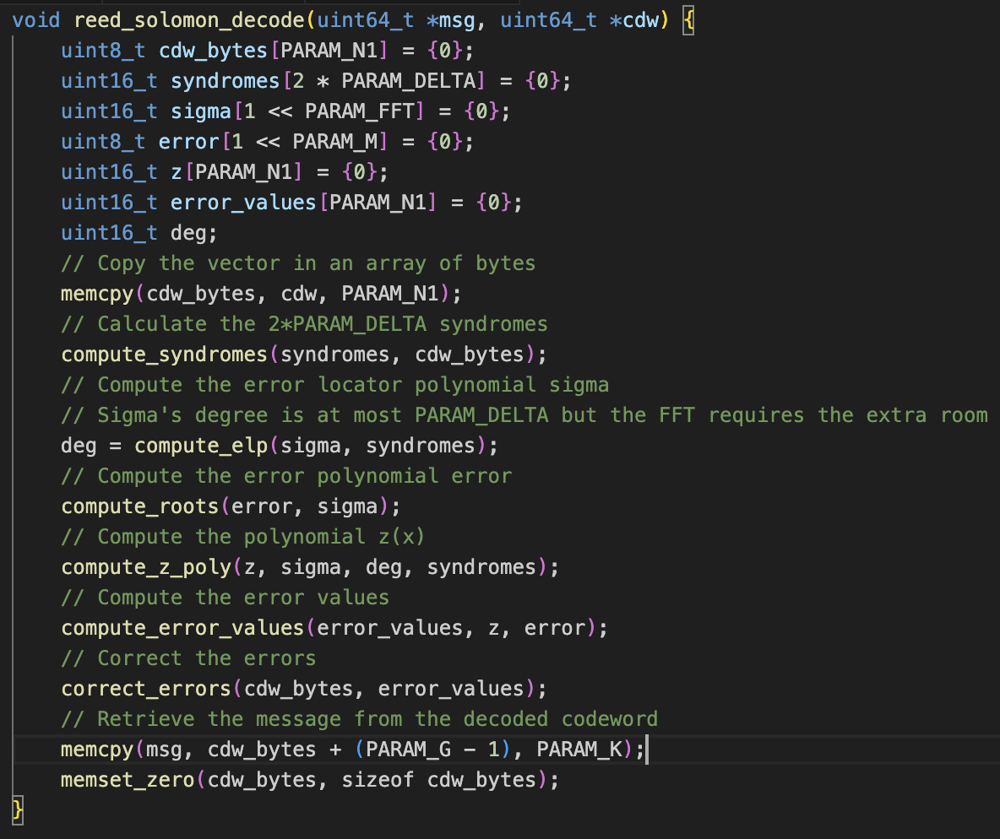 void reed_solomon_decode(uint64_t *msg, uint64_t *cdw) {
    uint8_t cdw_bytes[PARAM_N1] = {0};
    uint16_t syndromes[2 * PARAM_DELTA] = {0};
    uint16_t sigma[1 << PARAM_FFT] = {0};
    uint8_t error[1 << PARAM_M] = {0};
    uint16_t z[PARAM_N1] = {0};
    uint16_t error_values[PARAM_N1] = {0};
    uint16_t deg;
    // Copy the vector in an array of bytes
    memcpy(cdw_bytes, cdw, PARAM_N1);
    // Calculate the 2*PARAM_DELTA syndromes
    compute_syndromes(syndromes, cdw_bytes);
    // Compute the error locator polynomial sigma
    // Sigma's degree is at most PARAM_DELTA but the FFT requires the extra room
    deg = compute_elp(sigma, syndromes);
    // Compute the error polynomial error
    compute_roots(error, sigma);
    // Compute the polynomial z(x)
    compute_z_poly(z, sigma, deg, syndromes);
    // Compute the error values
    compute_error_values(error_values, z, error);
    // Correct the errors
    correct_errors(cdw_bytes, error_values);
    // Retrieve the message from the decoded codeword
    memcpy(msg, cdw_bytes + (PARAM_G - 1), PARAM_K);
    memset_zero(cdw_bytes, sizeof cdw_bytes);
}